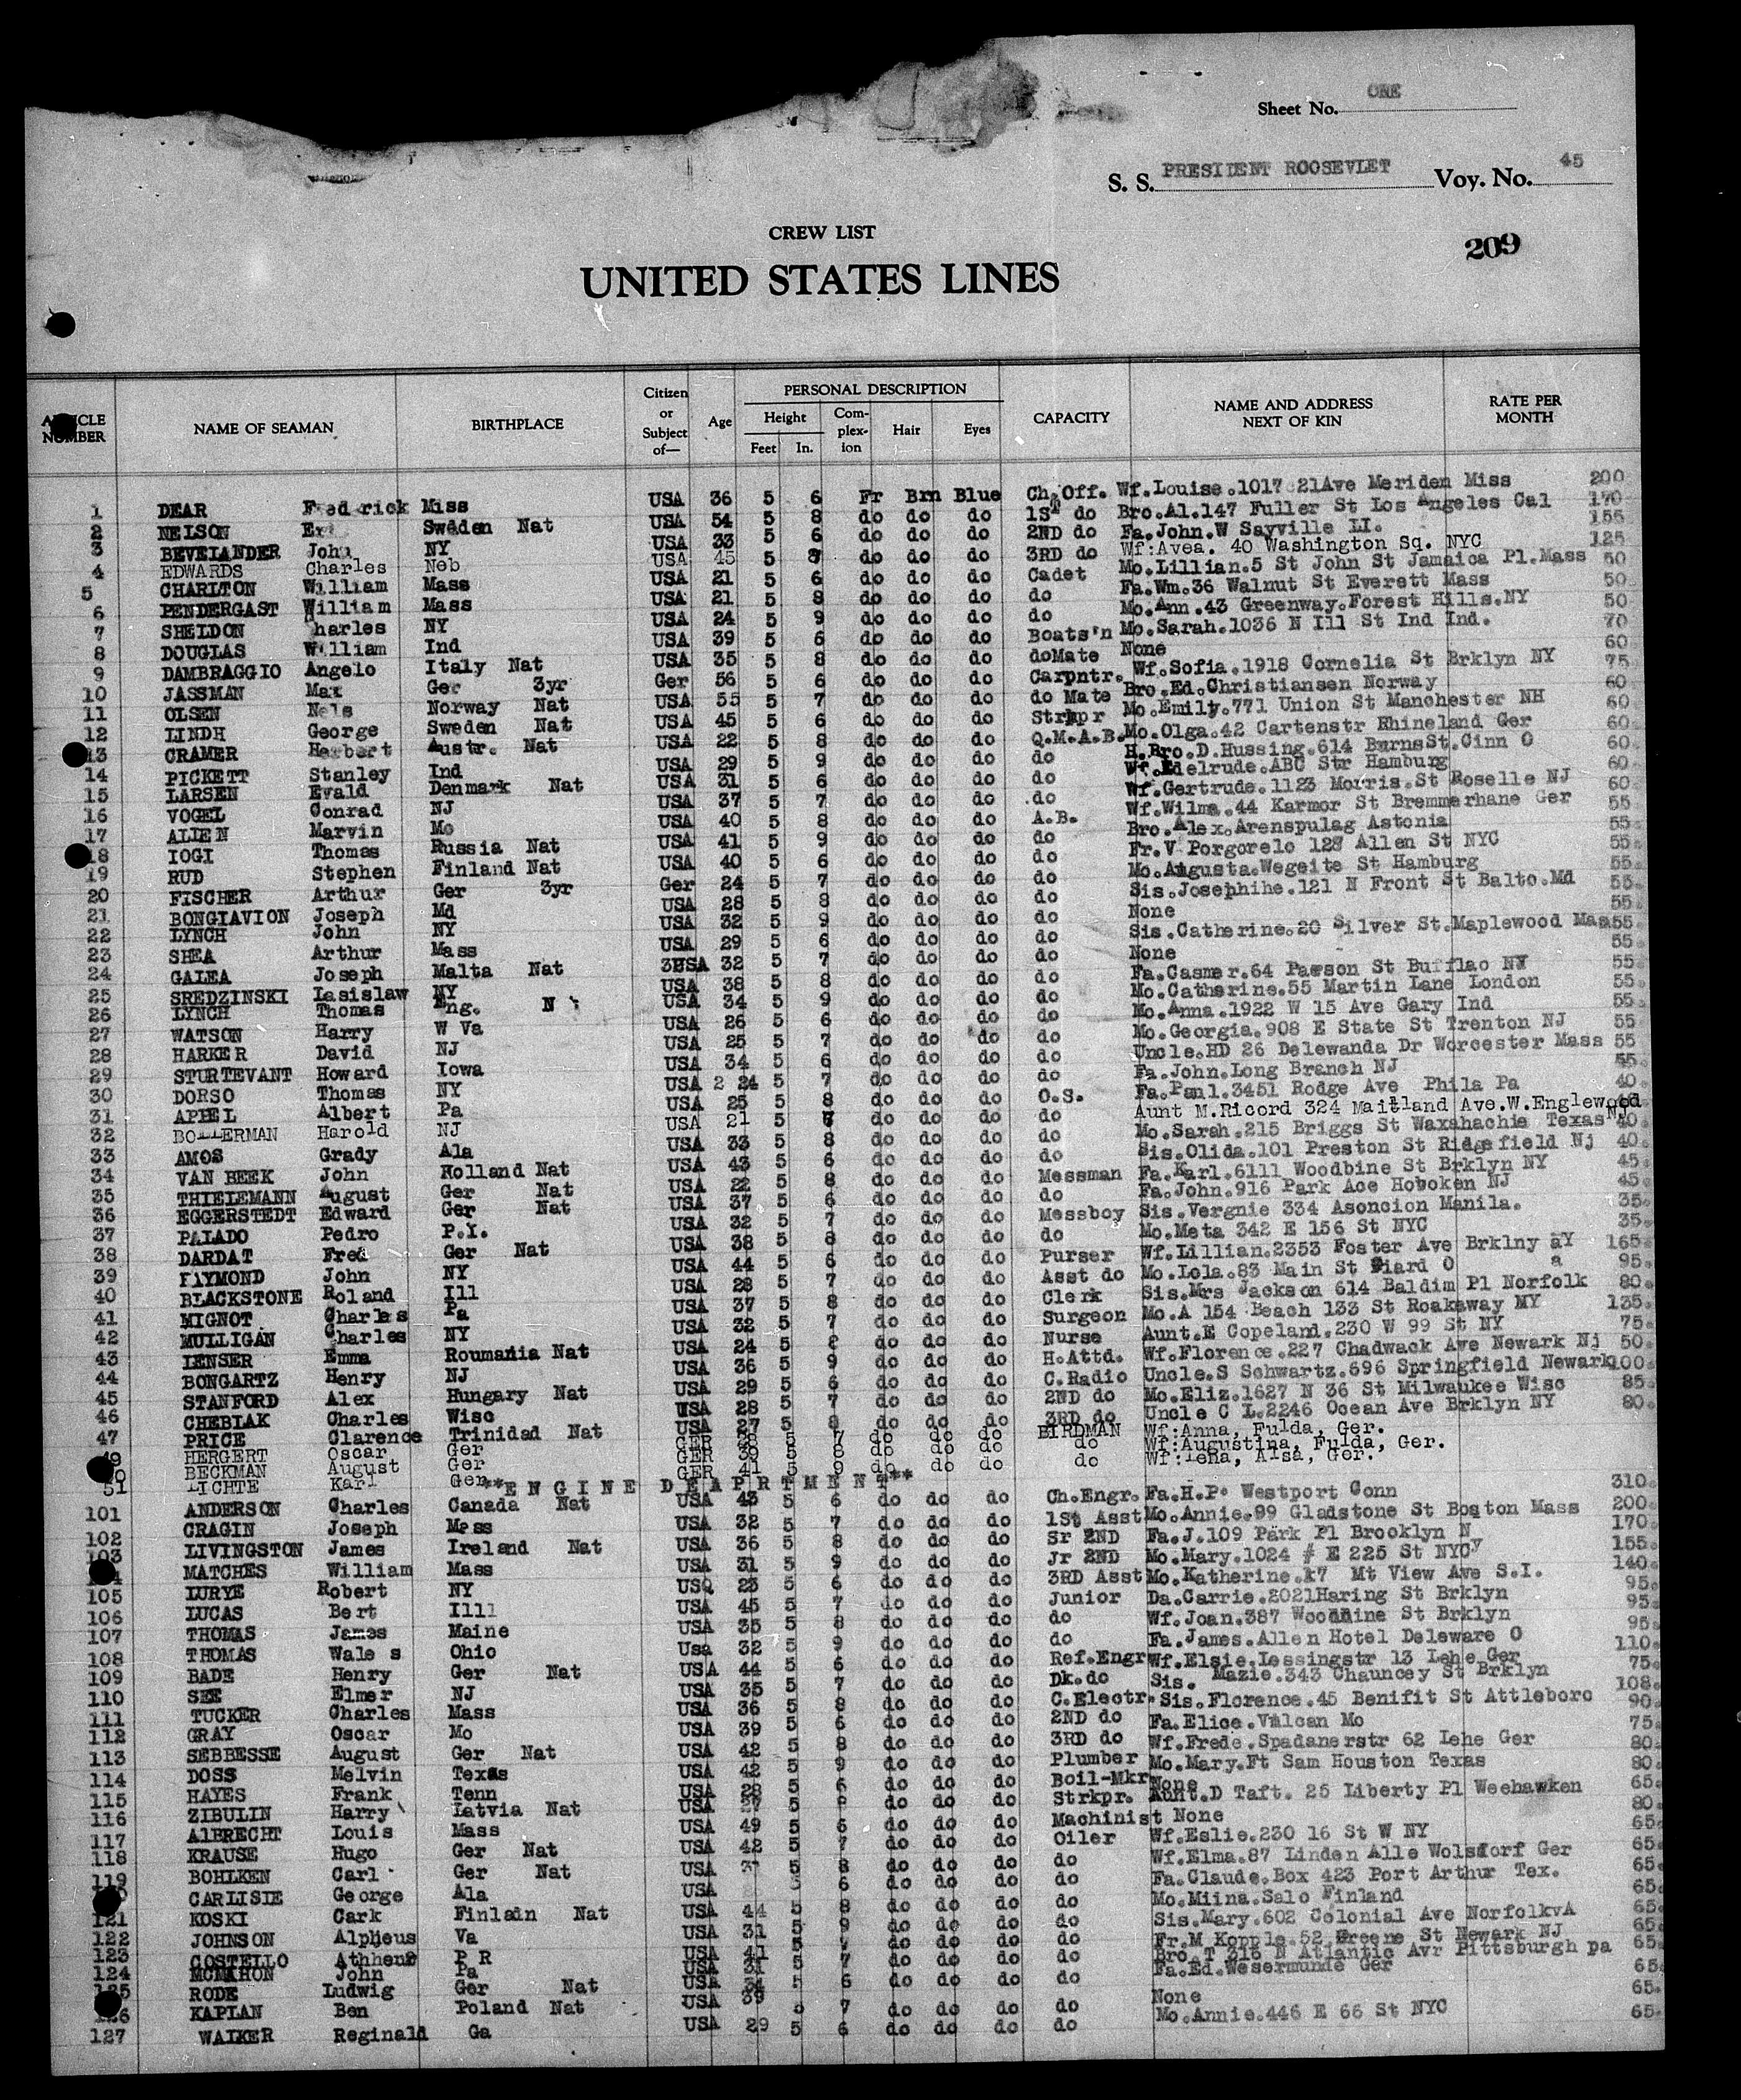 Sheet No. ONE
S. S. PRESIDENT ROOSEVLET Voy. No. 45
CREW LIST
209
UNITED STATES LINES
ARTICLE NUMBER NAME OF SEAMAN BIRTHPLACE Citizen or Subject of— Age PERSONAL DESCRIPTION Height Feet In. Com-plex-ion Hair Eyes CAPACITY NAME AND ADDRESS NEXT OF KIN RATE PER MONTH
1 DEAR Frederick Miss USA 36 5 6 Fr Brn Blue Ch.Off. Wf.Louise.1017 21Ave Meriden Miss 200
2 NELSON Sweden Nat USA 54 5 8 do do do 1ST do Bro.Al.147 Fuller St Los Angeles Cal 170
3 BEVELANDER John NY USA 33 5 6 do do do 2ND do Fa.John.W Sayville LI. 155
4 EDWARDS Charles Neb USA 45 5 do do do 3RD do Wf:Avea. 40 Washington Sq. NYC 125
5 CHARLTON William Mass USA 21 5 6 do do do Cadet Mo.Lillian.5 St John St Jamaica Pl.Mass 50
6 PENDERGAST William Mass USA 21 5 8 do do do do Fa.Wm.36 Walnut St Everett Mass 50
7 SHELDON Charles NY USA 24 5 9 do do do do Mo.Ann.43 Greenway.Forest Hills.NY 50
8 DOUGLAS William Ind USA 39 5 6 do do do Boats'n Mo.Sarah.1036 N Ill St Ind Ind. 70
9 DAMBRAGGIO Angelo Italy Nat USA 35 5 8 do do do doMate None 60
10 JASSMAN Max Ger 3yr Ger 56 5 6 do do do Carpntr. Wf.Sofia.1918 Cornelia St Brklyn NY 75
11 OLSEN Nels Norway Nat USA 55 5 7 do do do do Mate Bro.Ed.Christiansen Norway 60
12 LINDH George Sweden Nat USA 45 5 6 do do do Strkpr Mo.Emily.771 Union St Manchester NH 60
13 CRAMER Herbert Austr. Nat USA 22 5 8 do do do Q.M.A.B. Mo.Olga.42 Cartenstr Rhineland Ger 60
14 PICKETT Stanley Ind USA 29 5 9 do do do do H.Bro.D.Hussing.614 BurnsSt.Cinn O 60
15 LARSEN Evald Denmark Nat USA 31 5 6 do do do do Wf.Edelrude.ABC Str Hamburg 60
16 VOGEL Conrad NJ USA 37 5 7 do do do do Wf.Gertrude.1123 Morris.St Roselle NJ 60
17 ALLEN Marvin Mo USA 40 5 8 do do do A.B. Wf.Wilma.44 Karmor St Bremmerhane Ger 55
18 IOGI Thomas Russia Nat USA 41 5 9 do do do do Bro.Alex.Arenspulag Astonia 55
19 RUD Stephen Finland Nat USA 40 5 6 do do do do Fr.V Porgorelo 128 Allen St NYC 55
20 FISCHER Arthur Ger 3yr Ger 24 5 7 do do do do Mo.Augusta.Wegeite St Hamburg 55
21 BONGIAVION Joseph Md USA 28 5 8 do do do do Sis.Josephihe.121 N Front St Balto.Md 55
22 LYNCH John NY USA 32 5 9 do do do do None 55
23 SHEA Arthur Mass USA 29 5 6 do do do do Sis.Catherine.20 Silver St.Maplewood Mas 55
24 GALEA Joseph Malta Nat USA 32 5 7 do do do do None 55
25 SREDZINSKI Lasislaw NY USA 38 5 8 do do do do Fa.Casmer.64 Pawson St Bufflao NY 55
26 LYNCH Thomas Eng. USA 34 5 9 do do do do Mo.Catherine.55 Martin Lane London 55
27 WATSON Harry W Va USA 26 5 6 do do do do Mo.Anna.1922 W 15 Ave Gary Ind 55
28 HARKER David NJ USA 25 5 7 do do do do Mo.Georgia.908 E State St Trenton NJ 55
29 STURTEVANT Howard Iowa USA 34 5 6 do do do do Uncle.HD 26 Delewanda Dr Worcester Mass 55
30 DORSO Thomas NY USA 2 24 5 7 do do do do Fa.John.Long Branch NJ 55
31 APHEL Albert Pa USA 25 5 8 do do do O.S. Fa.Paul.3451 Rodge Ave Phila Pa 40
32 BOLLERMAN Harold NJ USA 21 5 do do do do Aunt M.Ricord 324 Maitland Ave.W.Englewood NJ
33 AMOS Grady Ala USA 33 5 8 do do do do Mo.Sarah.215 Briggs St Waxahachie Texas 40
34 VAN BEEK John Holland Nat USA 43 5 6 do do do do Sis.Olida.101 Preston St Ridgefield Nj 40
35 THIELEMANN August Ger Nat USA 22 5 8 do do do Messman Fa.Karl.6111 Woodbine St Brklyn NY 45
36 EGGERSTEDT Edward Ger Nat USA 37 5 6 do do do do Fa.John.916 Park Ace Hoboken NJ 45
37 PALADO Pedro P.I. USA 32 5 7 do do do Messboy Sis.Vergnie 334 Asoncion Manila. 35
38 DARDAT Fred Ger Nat USA 38 5 8 do do do do Mo.Meta 342 E 156 St NYC 35
39 John NY USA 44 5 6 do do do Purser Wf.Lillian.2353 Foster Ave Brklny 165
40 BLACKSTONE Roland Ill USA 28 5 7 do do do Asst do Mo.Lola.83 Main St O 95
41 MIGNOT Charles Pa USA 37 5 8 do do do Clerk Sis.Mrs Jackson 614 Baldim Pl Norfolk 80
42 MULLIGAN Charles NY USA 32 5 7 do do do Surgeon Mo.A 154 Beach 133 St Roakaway NY 135
43 LENSER Emma Roumania Nat USA 24 5 do do do Nurse Aunt.E Copeland.230 W 99 St NY 75
44 BONGARTZ Henry NJ USA 36 5 9 do do do H.Attd. Wf.Florence.227 Chadwack Ave Newark Nj 50
45 STANFORD Alex Hungary Nat USA 29 5 6 do do do C.Radio Uncle.S Schwartz.696 Springfield Newark 100
46 CHEBIAK Charles Wisc USA 28 5 7 do do do 2ND do Mo.Eliz.1627 N 36 St Milwaukee Wisc 85
47 PRICE Clarence Trinidad Nat USA 27 5 8 do do do 3RD do Uncle C L.2246 Ocean Ave Brklyn NY 80
49 HERGERT Oscar Ger GER 5 7 do do do BIRDMAN Wf:Anna, Fulda, Ger.
50 BECKMAN August Ger GER 39 5 8 do do do do Wf:Augustina, Fulda, Ger.
51 LICHTE Karl Ger GER 41 5 9 do do do do Wf:Lena, Alsa, Ger.
**ENGINE DEAPRTMENT**
101 ANDERSON Charles Canada Nat USA 43 5 6 do do do Ch.Engr. Fa.H.P. Westport Conn 310
102 CRAGIN Joseph Mass USA 32 5 7 do do do 1St Asst Mo.Annie.99 Gladstone St Boston Mass 200
103 LIVINGSTON James Ireland Nat USA 36 5 8 do do do Sr 2ND Fa.J.109 Park Pl Brooklyn N 170
104 MATCHES William Mass USA 31 5 9 do do do Jr 2ND Mo.Mary.1024 # E 225 St NYCy 155
105 LURYE Robert NY 5 6 do do do 3RD Asst Mo.Katherine.k7 Mt View Ave S.I. 140
106 LUCAS Bert Illl USA 45 5 7 do do do Junior Da.Carrie.2021Haring St Brklyn 95
107 THOMAS James Maine USA 35 5 8 do do do do Wf.Joan.387 Woodbine St Brklyn 95
108 THOMAS Wale s Ohio Usa 32 5 9 do do do do Fa.James.Allen Hotel Deleware O 95
109 BADE Henry Ger Nat USA 44 5 6 do do do Ref.Engr Wf.Elsie.Lessingstr 13 Lehe Ger 110
110 SEE Elmer NJ USA 35 5 7 do do do Dk.do Sis. Mazie.343 Chauncey St Brklyn 75
111 TUCKER Charles Mass USA 36 5 8 do do do C.Electr. Sis.Florence.45 Benifit St Attleboro 108
112 GRAY Oscar Mo USA 39 5 6 do do do 2ND do Fa.Elice.Vulcan Mo 90
113 SEBBESSE August Ger Nat USA 42 5 8 do do do 3RD do Wf.Frede.Spadanerstr 62 Lehe Ger 75
114 DOSS Melvin Texas USA 42 5 9 do do do Plumber Mo.Mary.Ft Sam Houston Texas 80
115 HAYES Frank Tenn USA 28 5 6 do do do Boil-Mkr None 80
116 ZIBULIN Harry Latvia Nat USA 5 do do do Strkpr. Aunt.D Taft. 25 Liberty Pl Weehawken 65
117 AlBRECHT Louis Mass USA 49 5 6 do do do Machinist None 80
118 KRAUSE Hugo Ger Nat USA 42 5 7 do do do Oiler Wf.Eslie.230 16 St W NY 65
119 BOHLKEN Carl Ger Nat USA 5 8 do do do do Wf.Elma.87 Linden Alle Wolsdorf Ger 65
CARLISIE George Ala USA 5 6 do do do do Fa.Claude.Box 423 Port Arthur Tex. 65
121 KOSKI Cark Finlain Nat USA 44 5 8 do do do do Mo.Miina.Salo Finland 65
122 JOHNSON Alpheus Va USA 31 5 9 do do do do Sis.Mary.602 Colonial Ave NorfolkvA 65
123 COSTELLO P R USA 41 5 do do do do Fr.M Kopple.52 Greene St Newark NJ 65
124 MCMAHON John Pa USA 31 5 7 do do do do Bro.T 315 N Atlantic Avr Pittsburgh pa 65
125 RODE Ludwig Ger Nat USA 34 5 6 do do do do Fa.Ed.Wesermunde Ger 65
126 KAPLAN Ben Poland Nat USA 39 7 do do do do None 65
127 WALKER Reginald Ga USA 29 5 6 do do do do Mo.Annie.446 E 66 St NYC 65